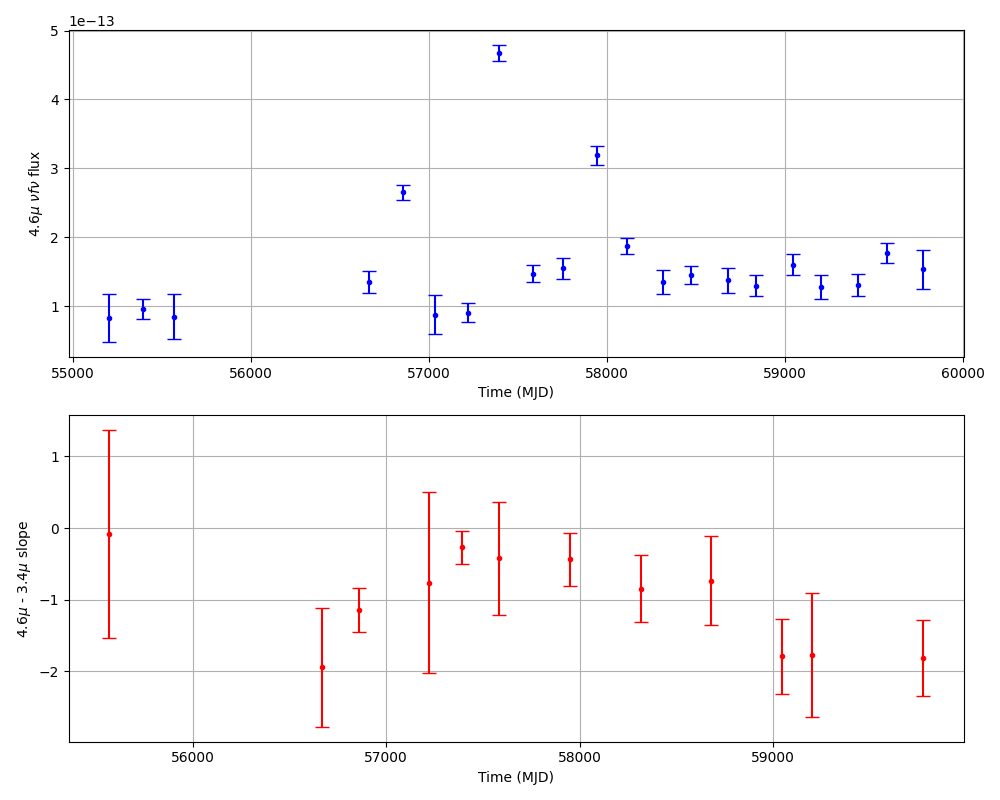 1e−13
5
4
3
2
1
4.6μ νfν flux
55000 56000 57000 58000 59000 60000
Time (MJD)
1
0
−1
−2
4.6μ - 3.4μ slope
56000 57000 58000 59000
Time (MJD)